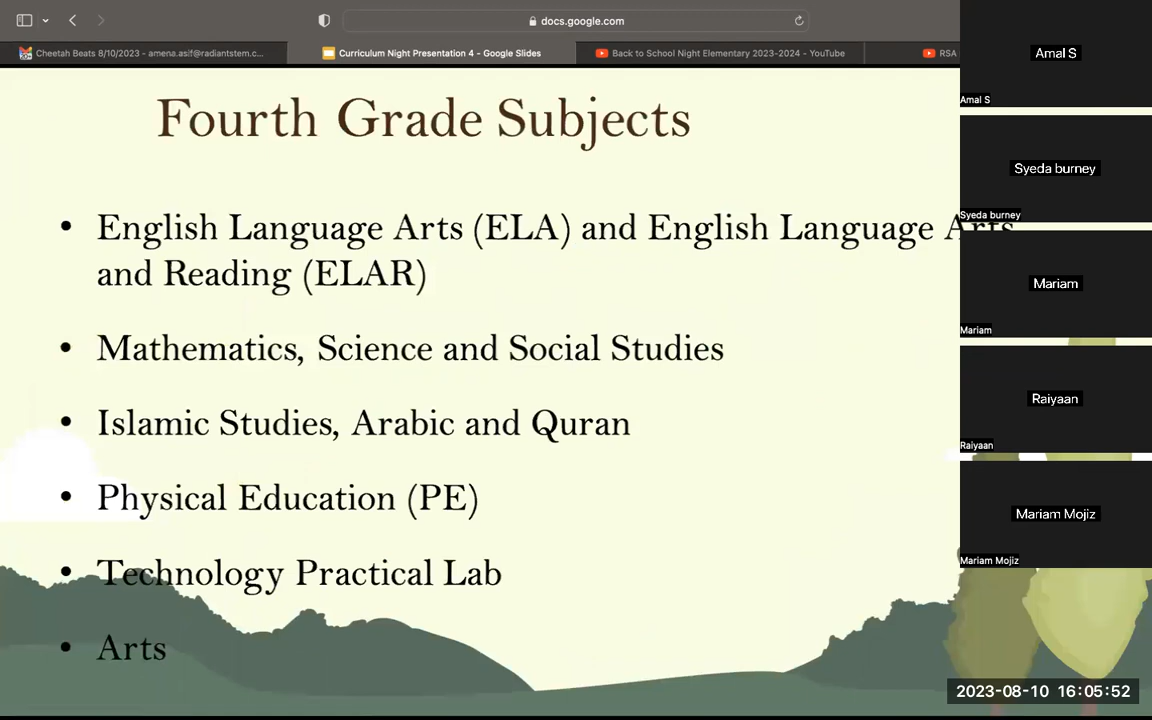 docs.google.com
Cheetah Beats 8/10/2023 - amena.asif@radiantstem.c...
Curriculum Night Presentation 4 - Google Slides
Back to School Night Elementary 2023-2024 - YouTube
RSA
Fourth Grade Subjects
• English Language Arts (ELA) and English Language Arts
and Reading (ELAR)
• Mathematics, Science and Social Studies
• Islamic Studies, Arabic and Quran
• Physical Education (PE)
• Technology Practical Lab
• Arts
Amal S
Amal S
Syeda burney
Syeda burney
Mariam
Mariam
Raiyaan
Raiyaan
Mariam Mojiz
Mariam Mojiz
2023-08-10 16:05:52